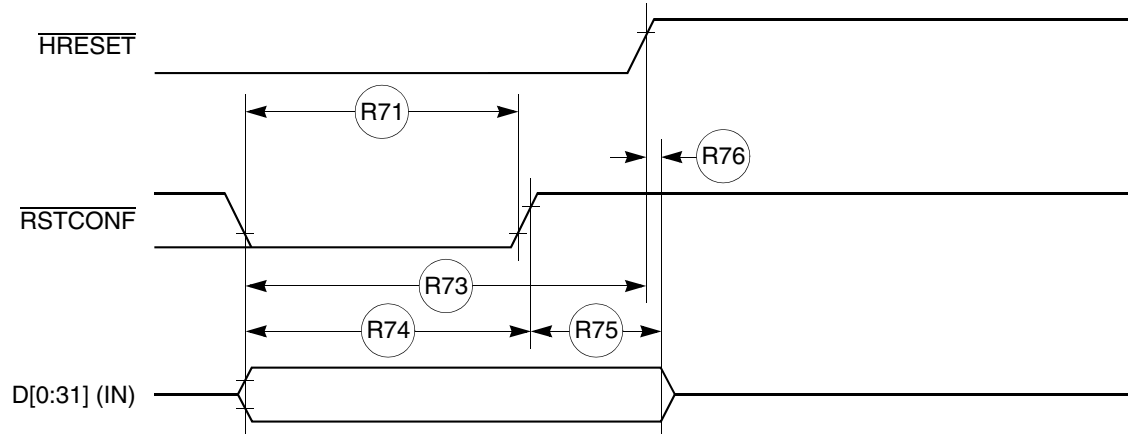 HRESET
R71
R76
RSTCONF
R73
R74
R75
D[0:31] (IN)